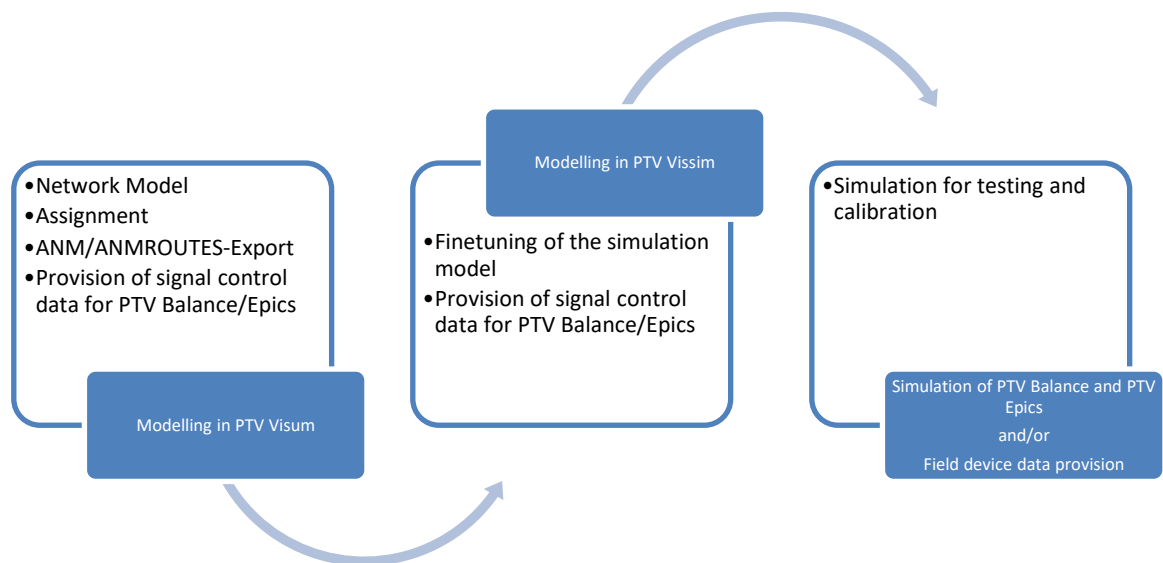 •Network Model
•Assignment
•ANM/ANMROUTES-Export
•Provision of signal control
data for PTV Balance/Epics
Modelling in PTV Visum
Modelling in PTV Vissim
•Finetuning of the simulation
model
•Provision of signal control
data for PTV Balance/Epics
•Simulation for testing and
calibration
Simulation of PTV Balance and PTV
Epics
and/or
Field device data provision